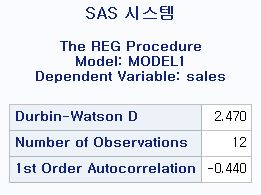 SAS 시스템
The REG Procedure
Model: MODEL1
Dependent Variable: sales
Durbin-Watson D 2.470
Number of Observations 12
1st Order Autocorrelation -0.440